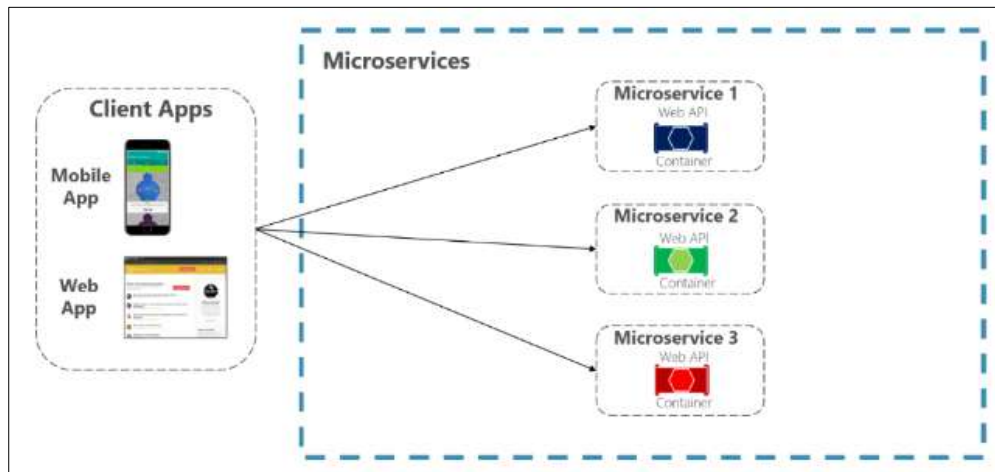 Microservices
Client Apps
Mobile
App
Web
App
Microservice 1
Web API
Container
Microservice 2
Web API
Container
Microservice 3
Web API
Container